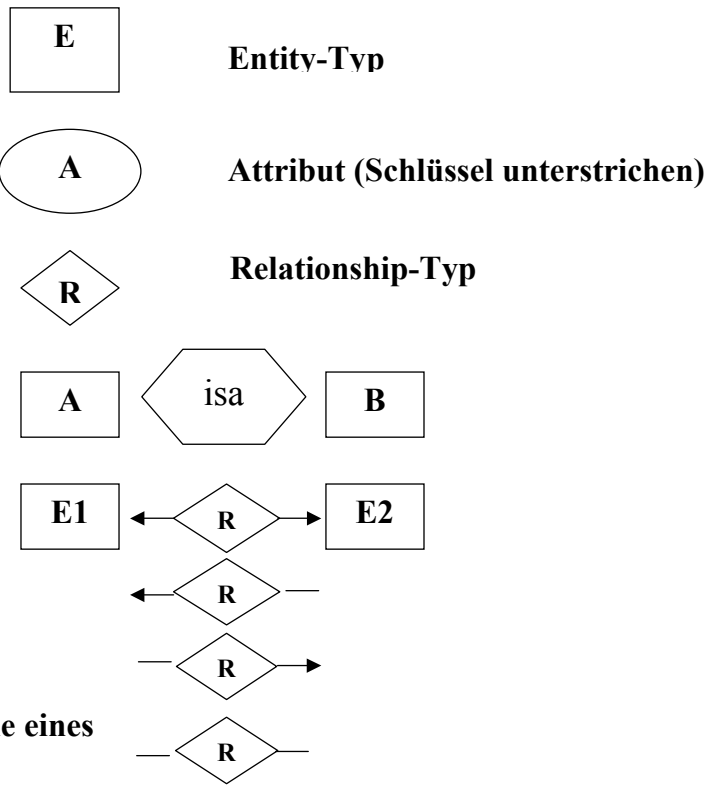 E
Entity-Typ
A
Attribut (Schlüssel unterstrichen)
Relationship-Typ
R
A isa B
E1 R E2
R
R
e eines
R